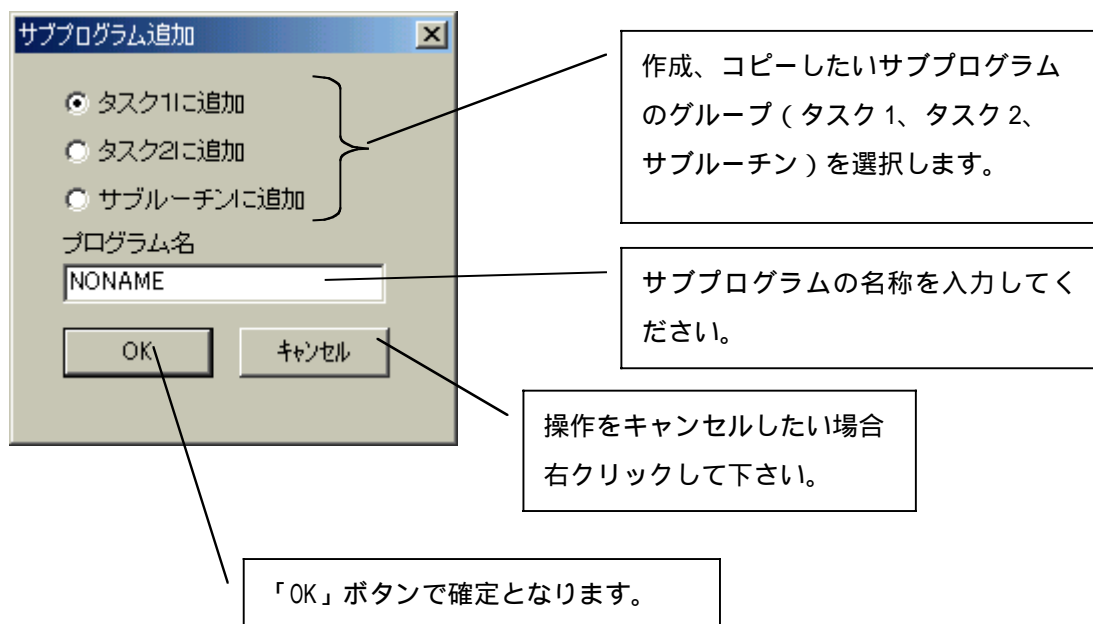 サブプログラム追加
タスク1に追加
タスク2に追加
サブルーチンに追加
プログラム名
NONAME
OK
キャンセル
作成、コピーしたいサブプログラム
のグループ(タスク1、タスク2、
サブルーチン)を選択します。
サブプログラムの名称を入力してく
ださい。
操作をキャンセルしたい場合
右クリックして下さい。
「OK」ボタンで確定となります。